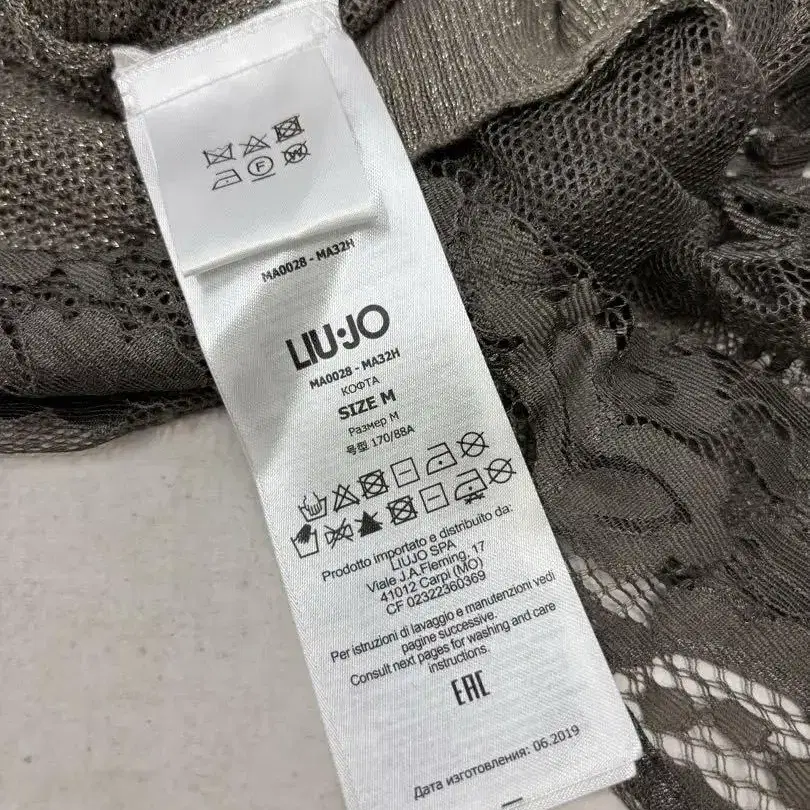 MA0028 - MA32H
LIU·JO
MA0028 - MA32H
КОФТА
SIZE M
Размер M
号型 170/88A
Prodotto importato e distribuito da:
LIUJO SPA
Viale J.A.Fleming, 17
41012 Carpi (MO)
CF 02322360369
Per istruzioni di lavaggio e manutenzioni vedi
pagine successive.
Consult next pages for washing and care
instructions.
EAC
Дата изготовления: 06.2019